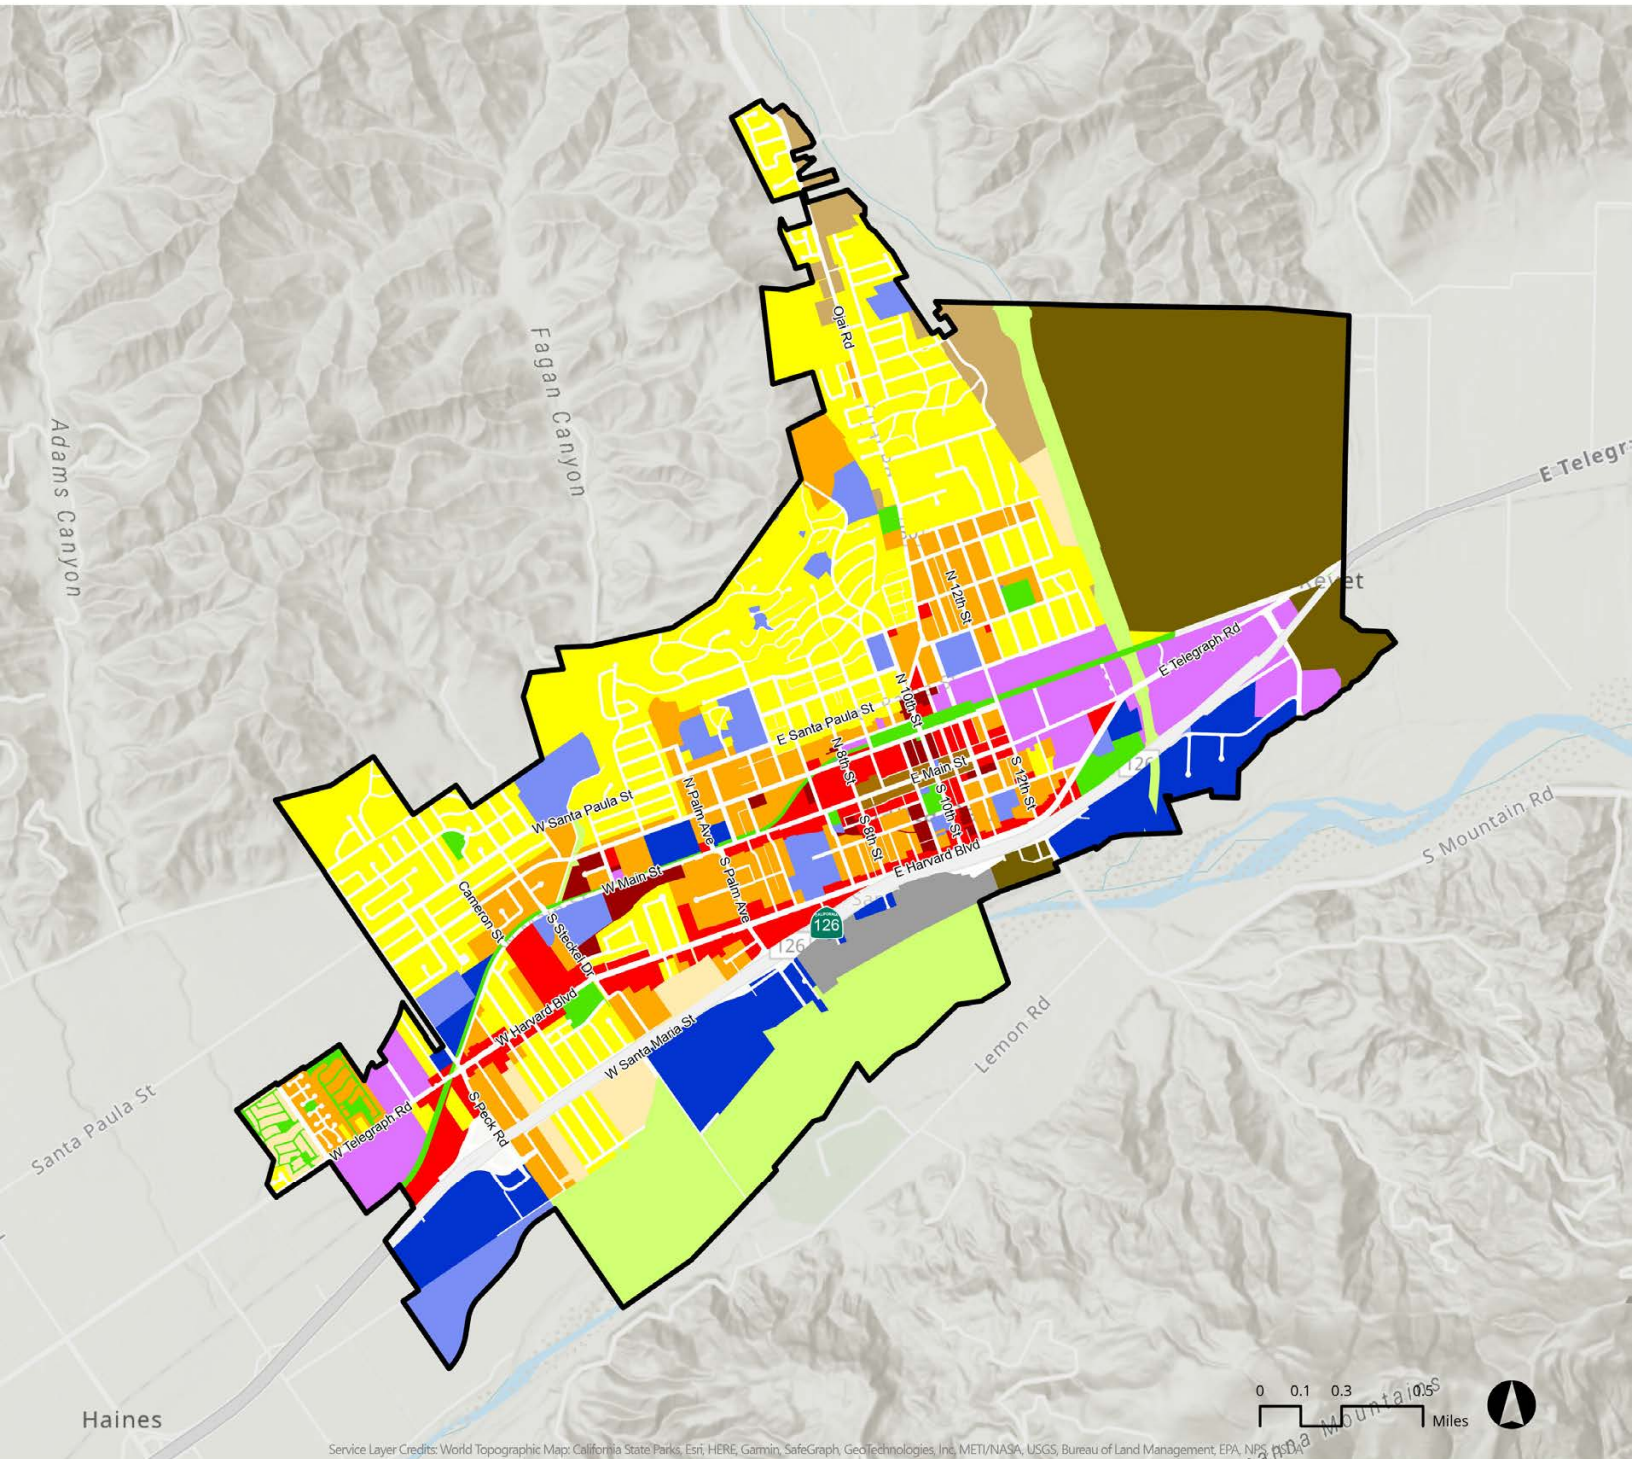 Fagan Canyon
Adams Canyon
Ojai Rd
E Telegr
N 12th St
E Telegraph Rd
N 10th St
E Santa Paula St
N 8th St
E Main St
S 12th St
126
S 10th St
N Palm Ave
W Santa Paula St
S 8th St
E Harvard Blvd
S Mountain Rd
W Main St
S Palm Ave
Cameron St
S Steckel Dr
CALIFORNIA
126
126
W Harvard Blvd
W Santa Maria St
Lemon Rd
Santa Paula St
W Telegraph Rd
S Peck Rd
Haines
0 0.1 0.3 0.5
Miles
Mountains
Service Layer Credits: World Topographic Map: California State Parks, Esri, HERE, Garmin, SafeGraph, GeoTechnologies, Inc, METI/NASA, USGS, Bureau of Land Management, EPA, NPS, USDA